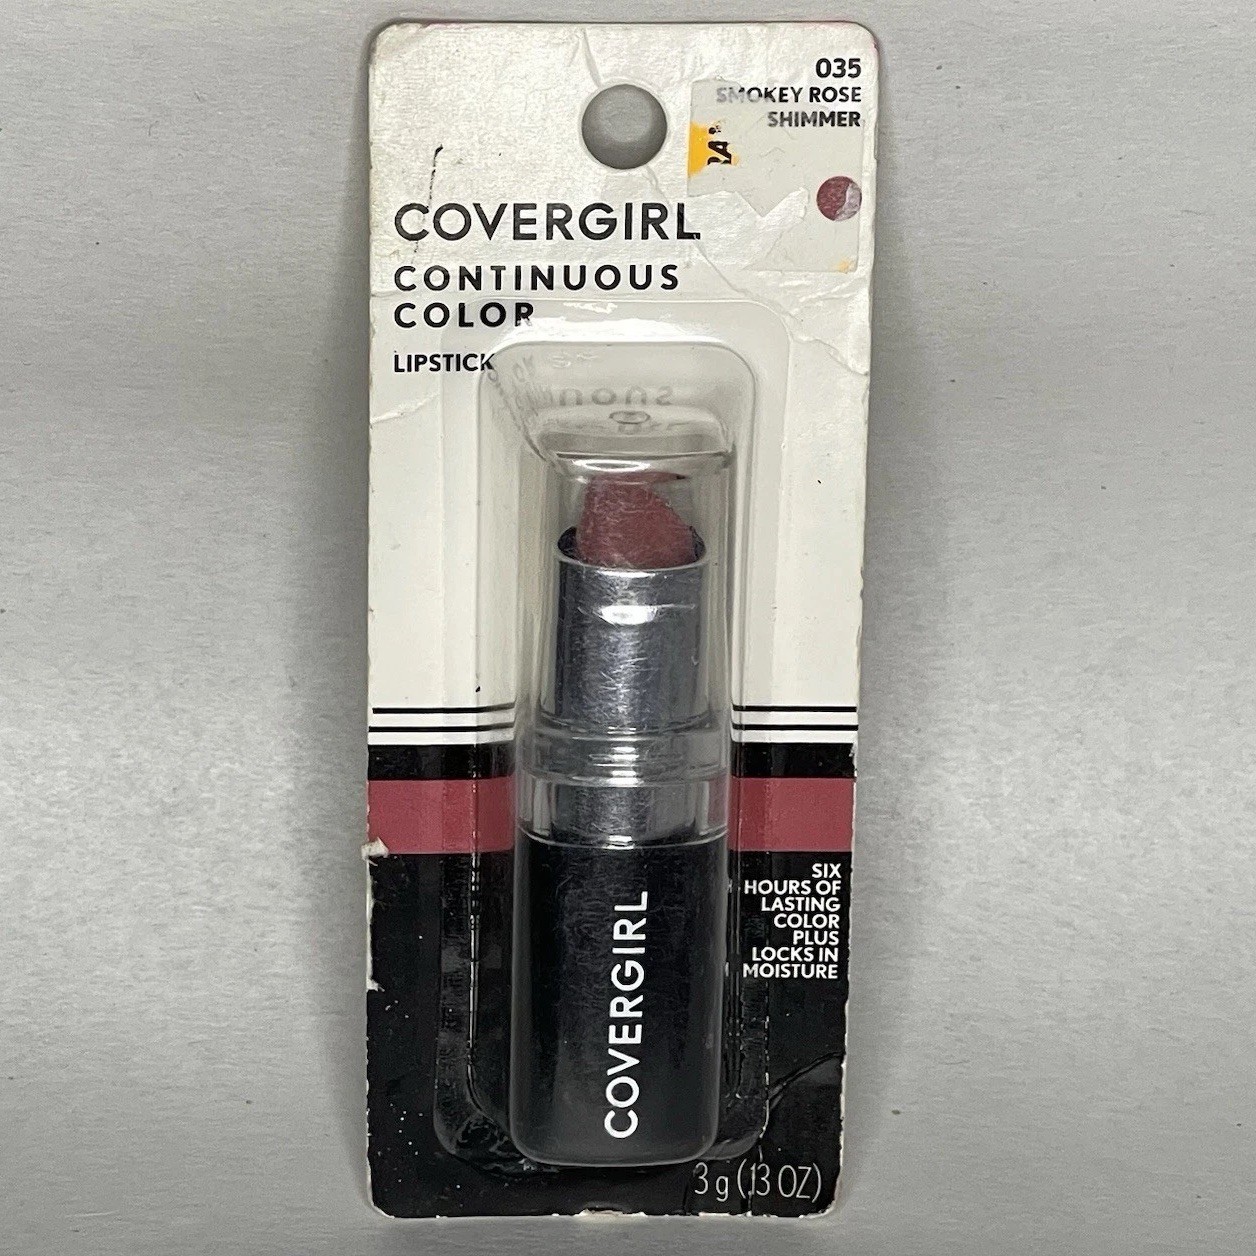 035
SMOKEY ROSE
SHIMMER
COVERGIRL
CONTINUOUS
COLOR
LIPSTICK
SIX
HOURS OF
LASTING
COLOR
PLUS
LOCKS IN
MOISTURE
COVERGIRL
3 g (.13 OZ)